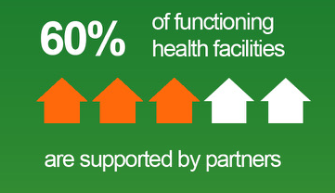 60% of functioning
health facilities
are supported by partners